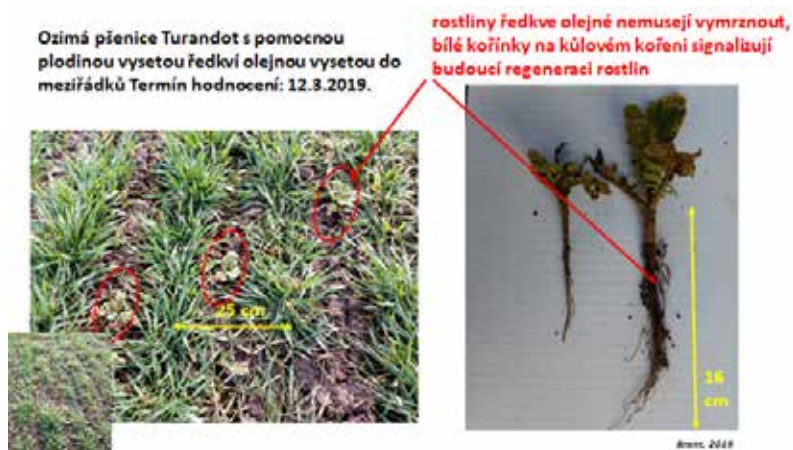 Ozimá pšenice Turandot s pomocnou
plodinou vysetou ředkví olejnou vysetou do
meziřádků Termín hodnocení: 12.3.2019.
rostliny ředkve olejné nemusejí vymrznout,
bílé kořínky na kůlovém kořeni signalizují
budoucí regeneraci rostlin
25 cm
16
cm
Brant, 2019